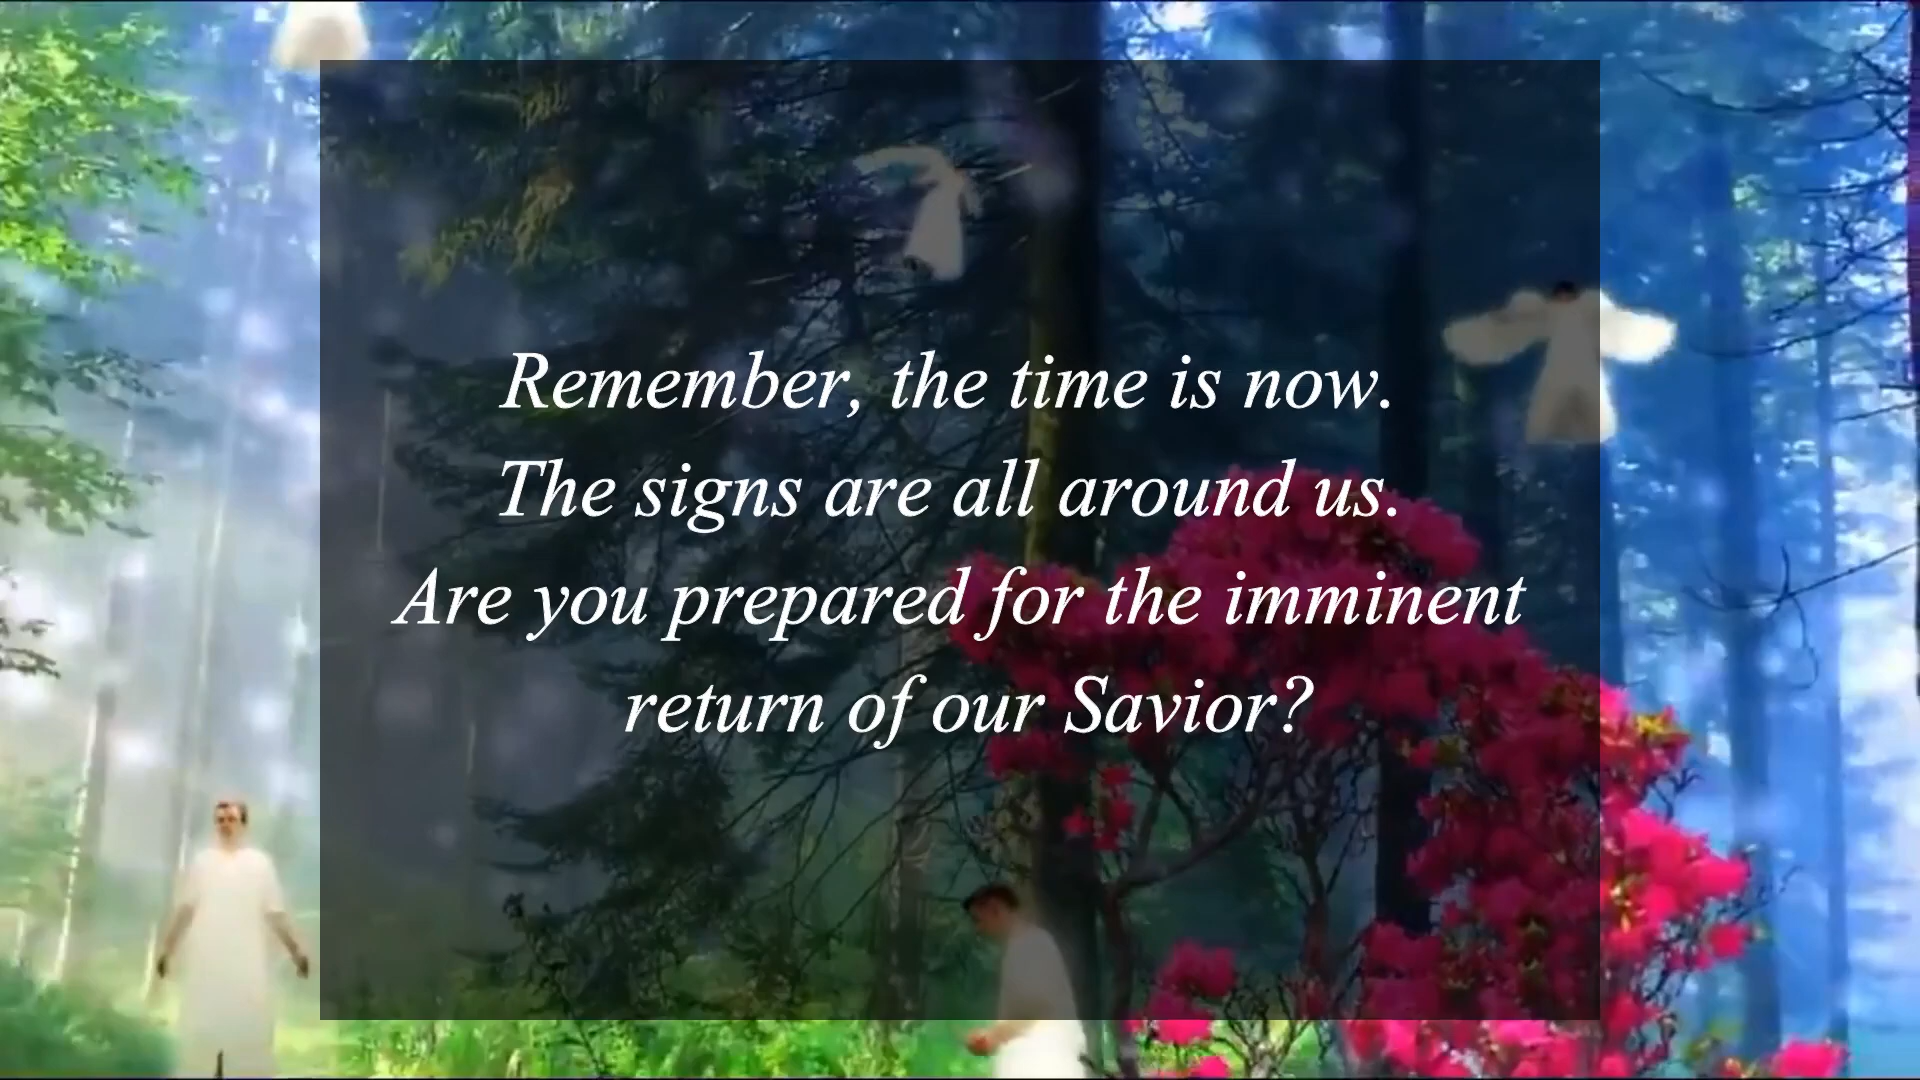 Remember, the time is now.
The signs are all around us.
Are you prepared for the imminent
return of our Savior?